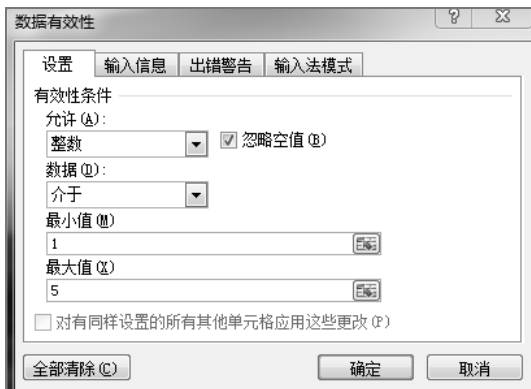 数据有效性
设置 输入信息 出错警告 输入法模式
有效性条件
允许(A):
整数 忽略空值(B)
数据(D):
介于
最小值(M)
1
最大值(X)
5
对有同样设置的所有其他单元格应用这些更改(P)
全部清除(C) 确定 取消